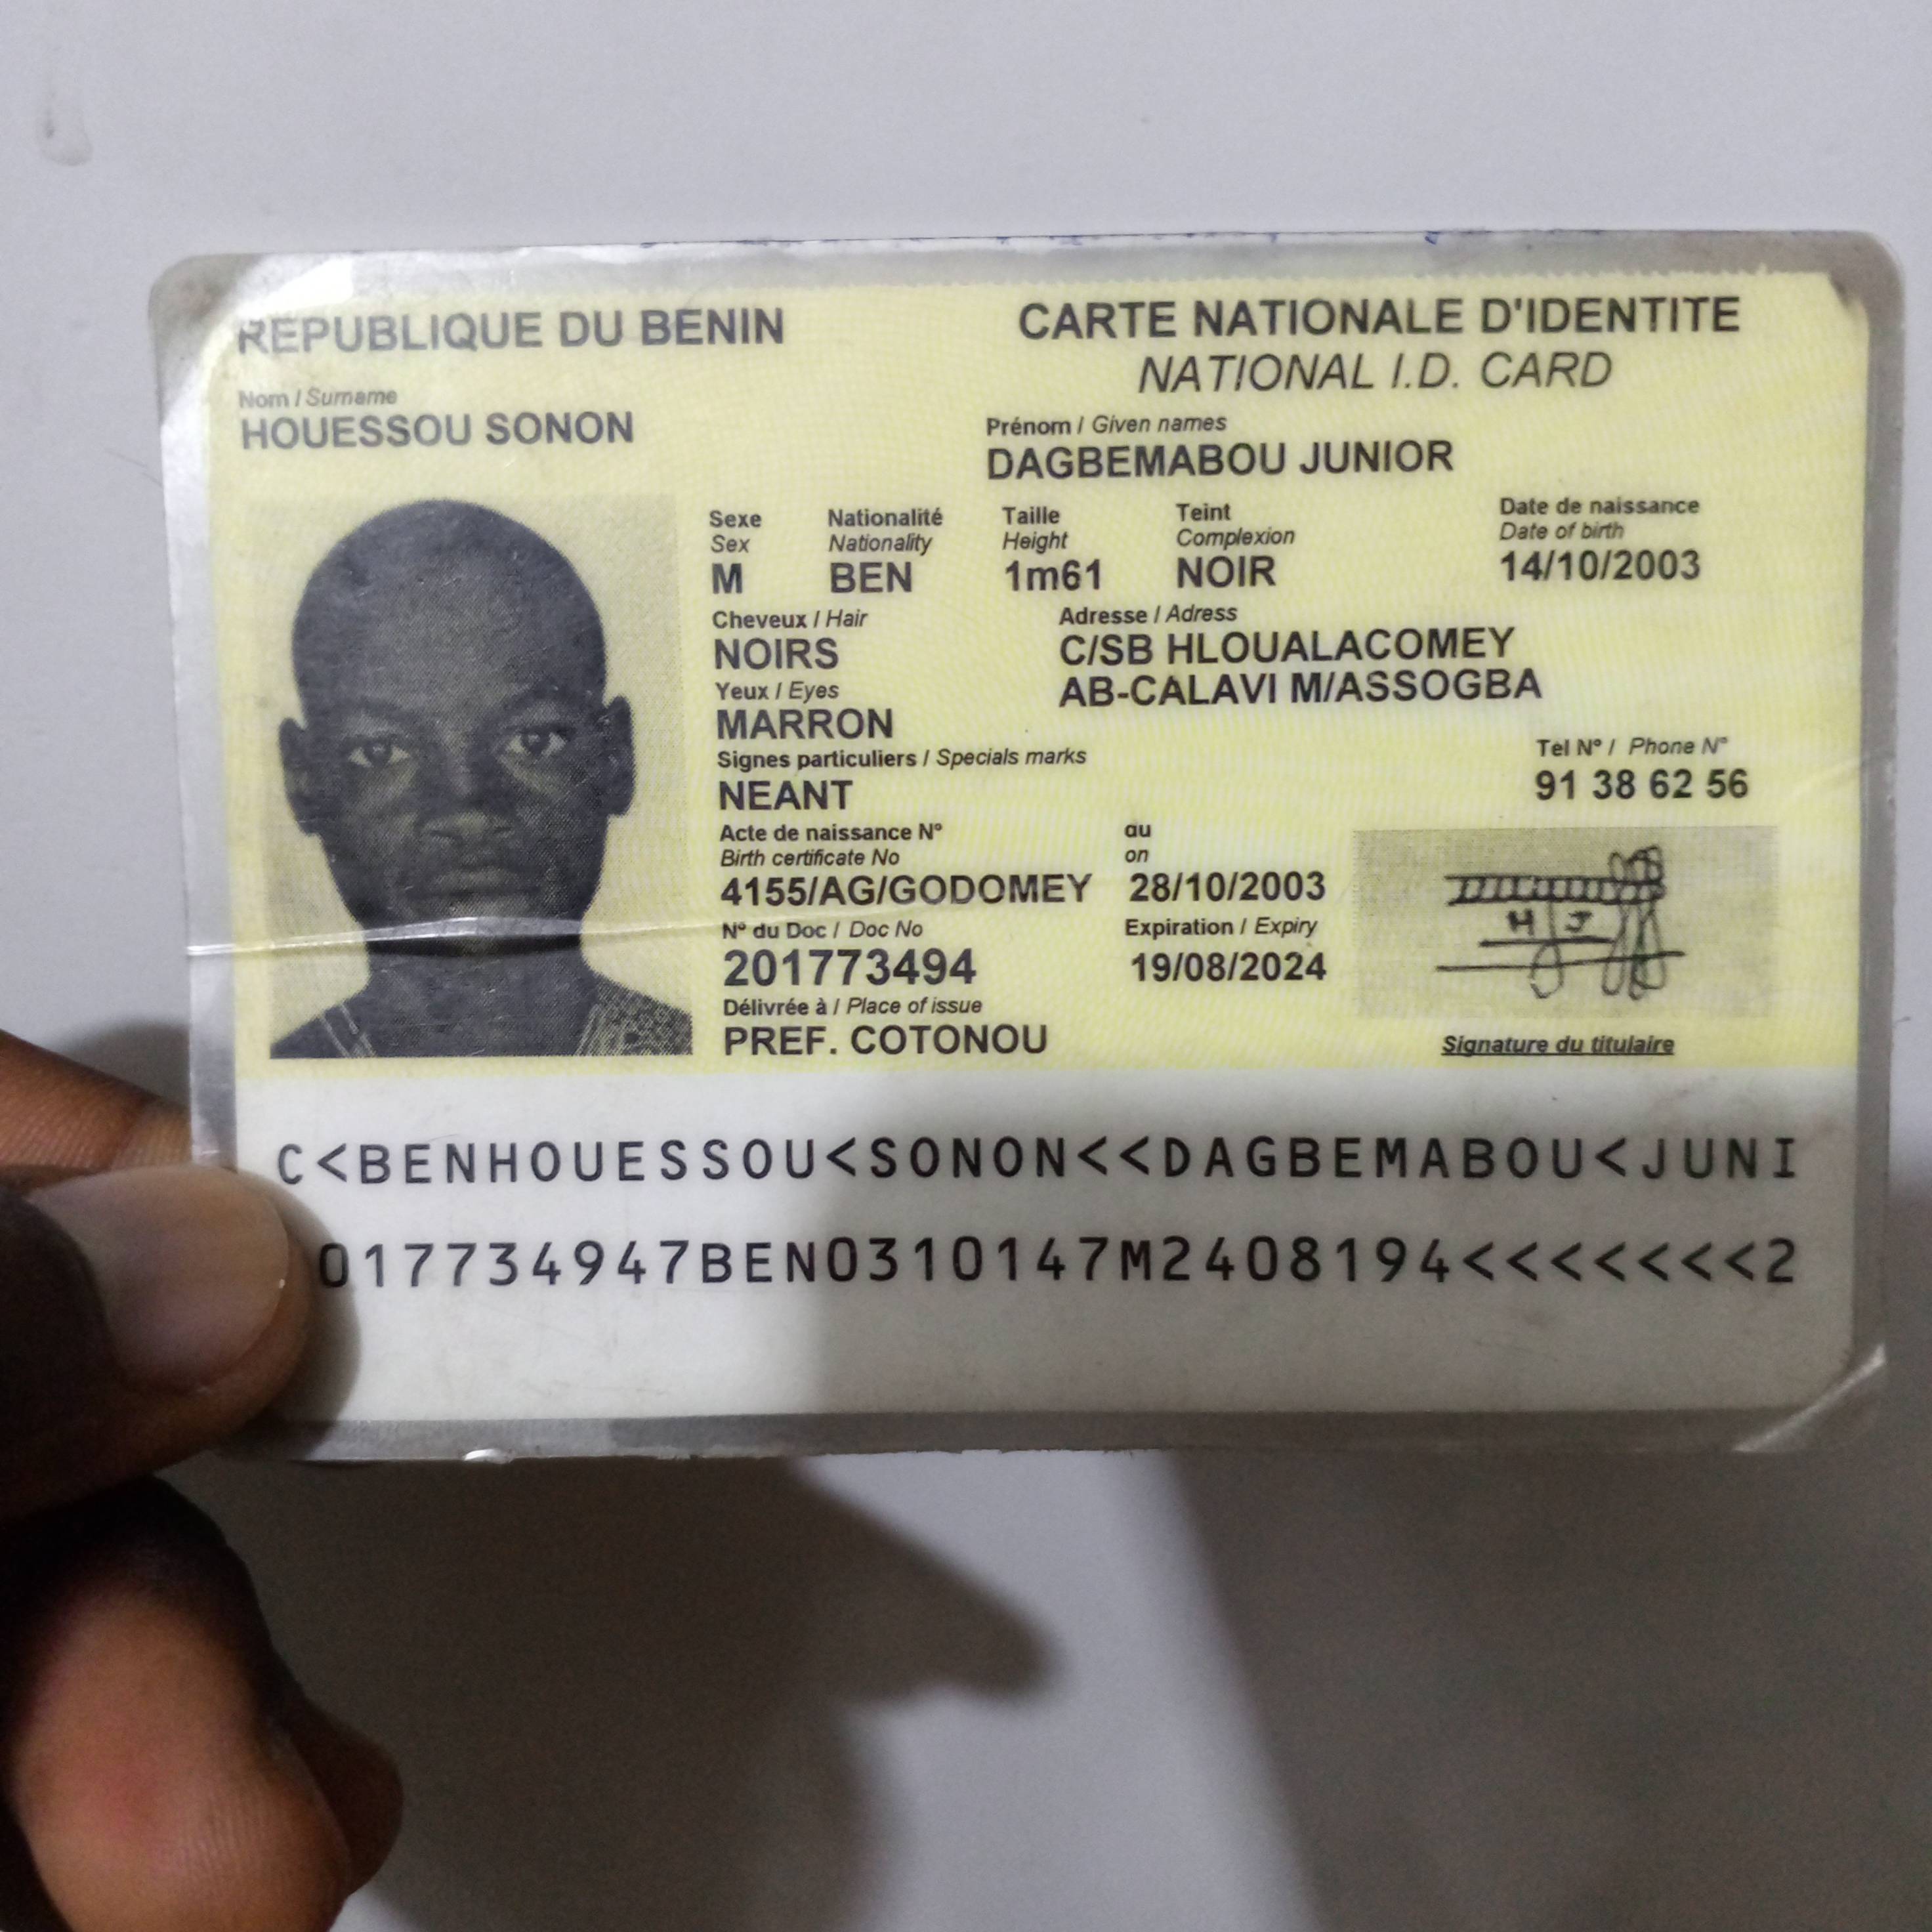 REPUBLIQUE DU BENIN
CARTE NATIONALE D'IDENTITE
NATIONAL I.D. CARD
Nom / Surname
HOUESSOU SONON
Prénom / Given names
DAGBEMABOU JUNIOR
Sexe Nationalité Taille Teint Date de naissance
Sex Nationality Height Complexion Date of birth
M BEN 1m61 NOIR 14/10/2003
Cheveux / Hair Adresse / Adress
NOIRS C/SB HLOUALACOMEY
Yeux / Eyes AB-CALAVI M/ASSOGBA
MARRON
Signes particuliers / Specials marks Tel N° / Phone N°
NEANT 91 38 62 56
Acte de naissance N° au
Birth certificate No on
4155/AG/GODOMEY 28/10/2003
N° du Doc / Doc No Expiration / Expiry
201773494 19/08/2024
Délivrée à / Place of issue
PREF. COTONOU
H J
Signature du titulaire
C<BENHOUESSOU<SONON<<DAGBEMABOU<JUNI
017734947BEN0310147M2408194<<<<<<<2